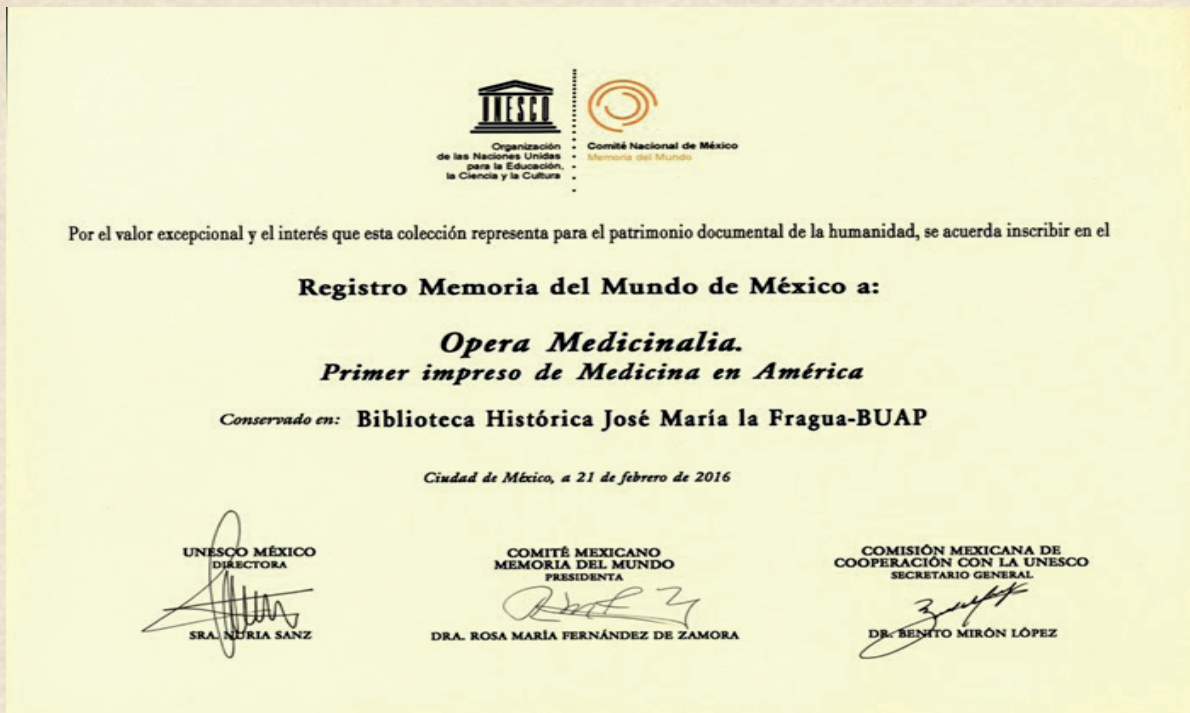 UNESCO
Organización
de las Naciones Unidas
para la Educación,
la Ciencia y la Cultura
Comité Nacional de México
Memoria del Mundo
Por el valor excepcional y el interés que esta colección representa para el patrimonio documental de la humanidad, se acuerda inscribir en el
Registro Memoria del Mundo de México a:
Opera Medicinalia.
Primer impreso de Medicina en América
Conservado en: Biblioteca Histórica José María la Fragua-BUAP
Ciudad de México, a 21 de febrero de 2016
UNESCO MÉXICO
DIRECTORA
SRA. NURIA SANZ
COMITÉ MEXICANO
MEMORIA DEL MUNDO
PRESIDENTA
DRA. ROSA MARÍA FERNÁNDEZ DE ZAMORA
COMISIÓN MEXICANA DE
COOPERACIÓN CON LA UNESCO
SECRETARIO GENERAL
DR. BENITO MIRÓN LÓPEZ